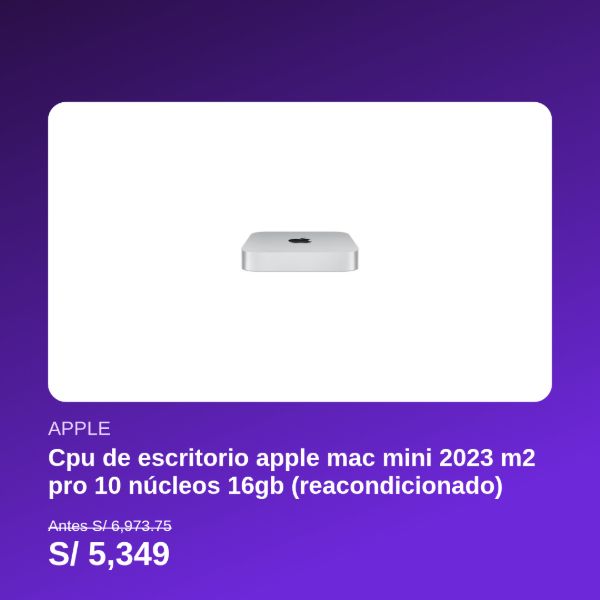 APPLE
Cpu de escritorio apple mac mini 2023 m2
pro 10 núcleos 16gb (reacondicionado)
Antes S/ 6,973.75
S/ 5,349